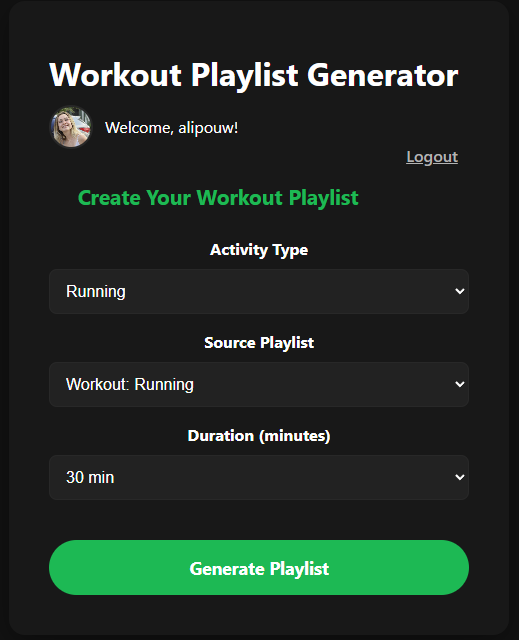 Workout Playlist Generator
Welcome, alipouw!
Logout
Create Your Workout Playlist
Activity Type
Running
Source Playlist
Workout: Running
Duration (minutes)
30 min
Generate Playlist